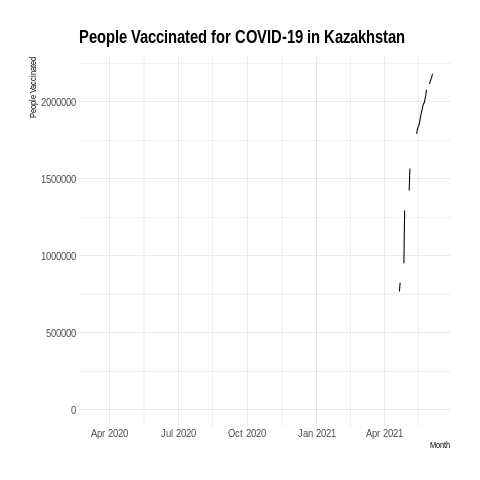 People Vaccinated for COVID-19 in Kazakhstan
People Vaccinated
2000000
1500000
1000000
500000
0
Apr 2020 Jul 2020 Oct 2020 Jan 2021 Apr 2021
Month